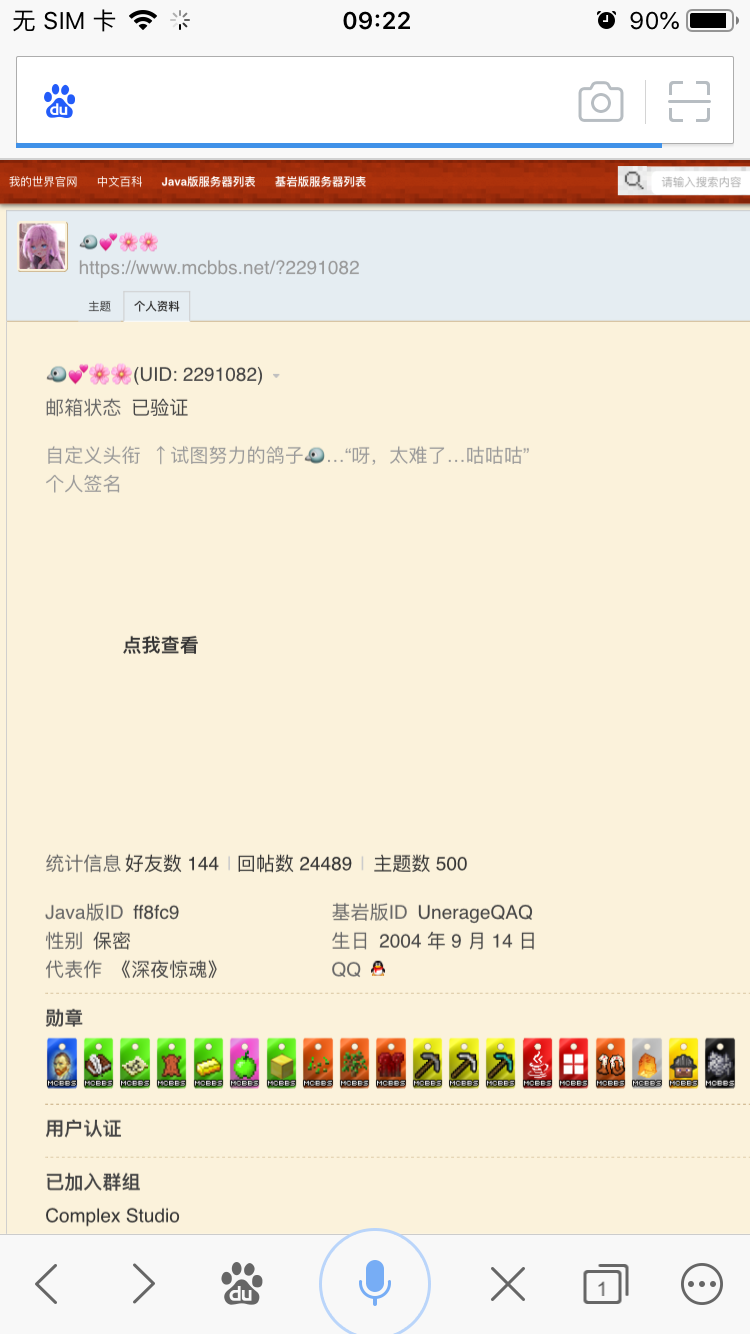 无 SIM 卡 09:22 90%
du
我的世界官网 中文百科 Java版服务器列表 基岩版服务器列表 请输入搜索内容
🐦💕🌸🌸
https://www.mcbbs.net/?2291082
主题 个人资料
🐦💕🌸🌸(UID: 2291082)
邮箱状态 已验证
自定义头衔 ↑试图努力的鸽子🐦…“呀，太难了…咕咕咕”
个人签名
点我查看
统计信息 好友数 144 | 回帖数 24489 | 主题数 500
Java版ID ff8fc9 基岩版ID UnerageQAQ
性别 保密 生日 2004 年 9 月 14 日
代表作 《深夜惊魂》 QQ
勋章
MCBBS MCBBS MCBBS MCBBS MCBBS MCBBS MCBBS MCBBS MCBBS MCBBS MCBBS MCBBS MCBBS MCBBS MCBBS 10 MCBBS MCBBS MCBBS MCBBS
用户认证
已加入群组
Complex Studio
du 1